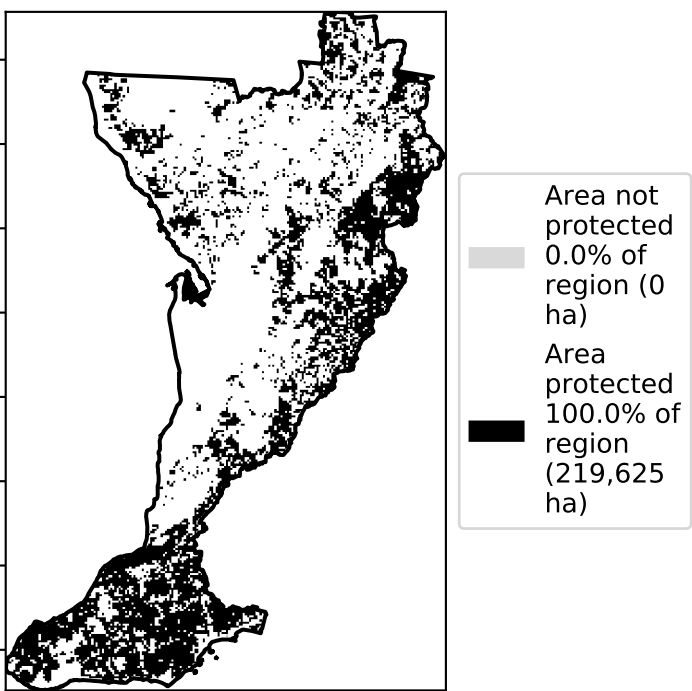 Area not
protected
0.0% of
region (0
ha)
Area
protected
100.0% of
region
(219,625
ha)